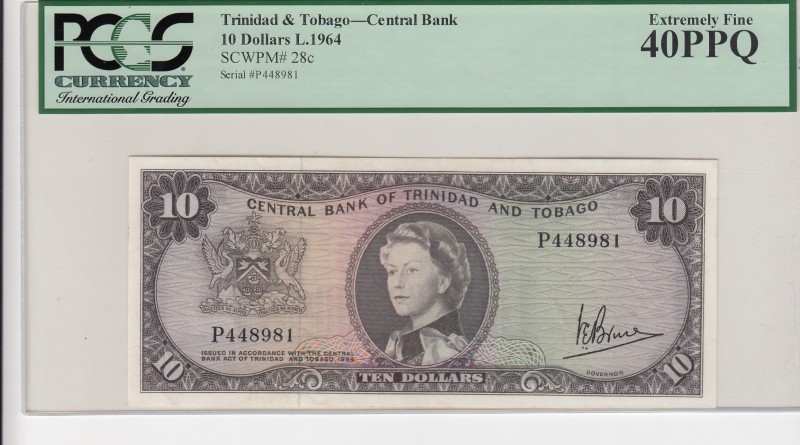 PCGS
CURRENCY
International Grading
Trinidad & Tobago—Central Bank
10 Dollars L.1964
SCWPM# 28c
Serial #P448981
Extremely Fine
40PPQ
10
10
CENTRAL BANK OF TRINIDAD AND TOBAGO
P448981
P448981
ISSUED IN ACCORDANCE WITH THE CENTRAL
BANK ACT OF TRINIDAD AND TOBAGO 1964
GOVERNOR
10
TEN DOLLARS
10